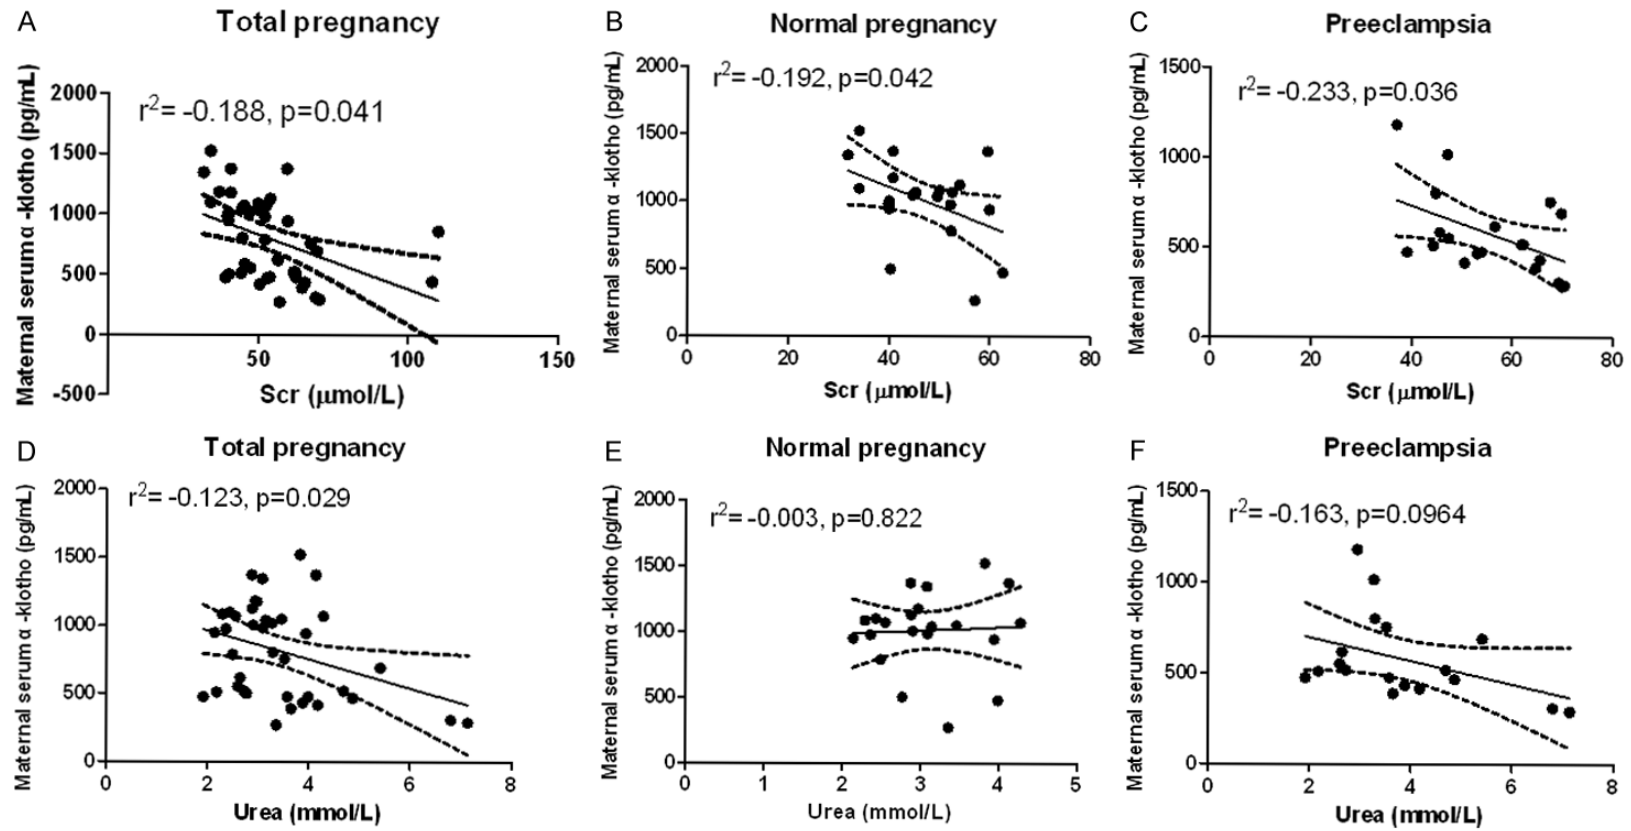 A
Total pregnancy
Maternal serum α -klotho (pg/mL)
r²= -0.188, p=0.041
2000
1500
1000
500
0
-500
50
100
150
Scr (μmol/L)
B
Normal pregnancy
Maternal serum α -klotho (pg/mL)
r²= -0.192, p=0.042
2000
1500
1000
500
0
0
20
40
60
80
Scr (μmol/L)
C
Preeclampsia
Maternal serum α -klotho (pg/mL)
r²= -0.233, p=0.036
1500
1000
500
0
0
20
40
60
80
Scr (μmol/L)
D
Total pregnancy
Maternal serum α -klotho (pg/mL)
r²= -0.123, p=0.029
2000
1500
1000
500
0
0
2
4
6
8
Urea (mmol/L)
E
Normal pregnancy
Maternal serum α -klotho (pg/mL)
r²= -0.003, p=0.822
2000
1500
1000
500
0
0
1
2
3
4
5
Urea (mmol/L)
F
Preeclampsia
Maternal serum α -klotho (pg/mL)
r²= -0.163, p=0.0964
1500
1000
500
0
0
2
4
6
8
Urea (mmol/L)